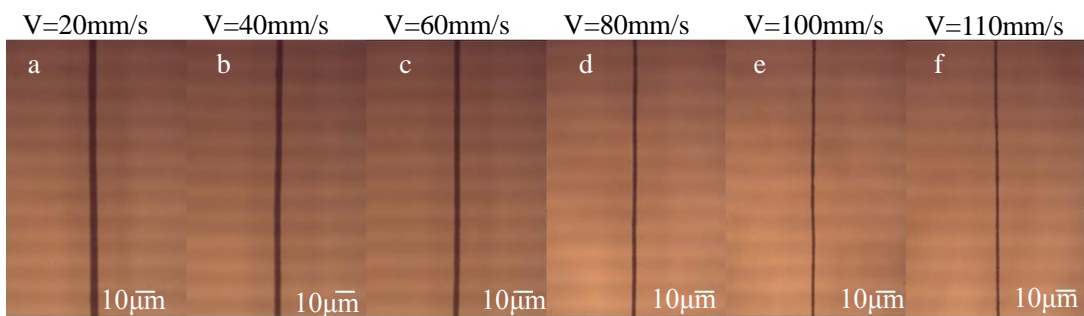 V=20mm/s V=40mm/s V=60mm/s V=80mm/s V=100mm/s V=110mm/s
a b c d e f
10μm 10μm 10μm 10μm 10μm 10μm